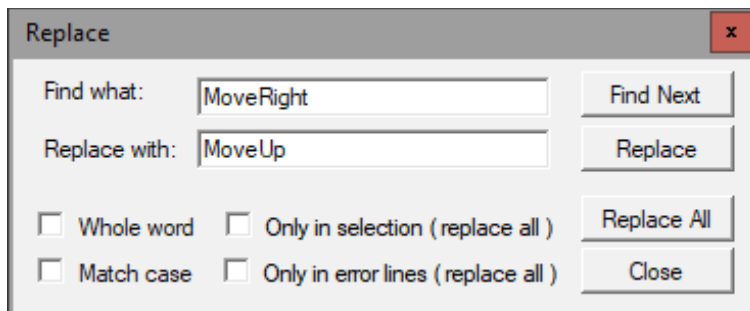 Replace x
Find what: MoveRight Find Next
Replace with: MoveUp Replace
Whole word Only in selection ( replace all ) Replace All
Match case Only in error lines ( replace all ) Close